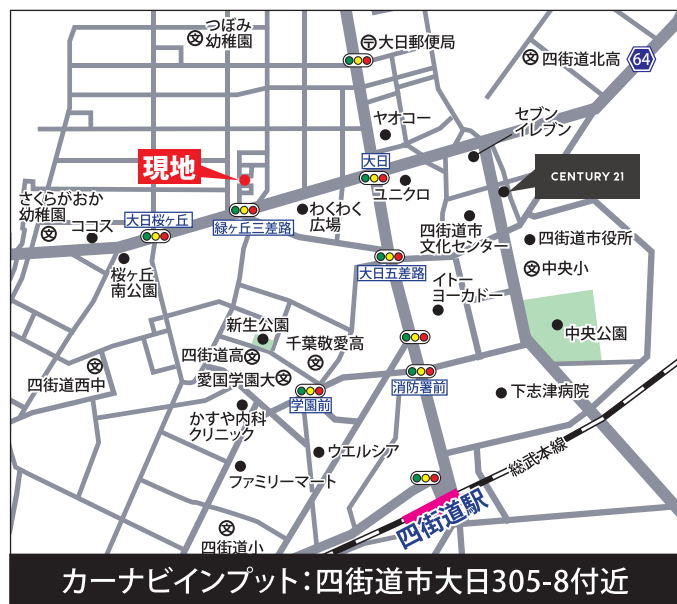 つぼみ
幼稚園
大日郵便局
四街道北高
64
ヤオコー
セブン
イレブン
現地
大日
CENTURY 21
ユニクロ
さくらがおか
幼稚園
ココス
大日桜ヶ丘
緑ヶ丘三差路
わくわく
広場
四街道市
文化センター
四街道市役所
桜ヶ丘
南公園
大日五差路
中央小
イトー
ヨーカドー
新生公園
千葉敬愛高
中央公園
四街道高
四街道西中
愛国学園大
学園前
消防署前
下志津病院
かすや内科
クリニック
ウエルシア
ファミリーマート
総武本線
四街道駅
四街道小
カーナビインプット：四街道市大日305-8付近